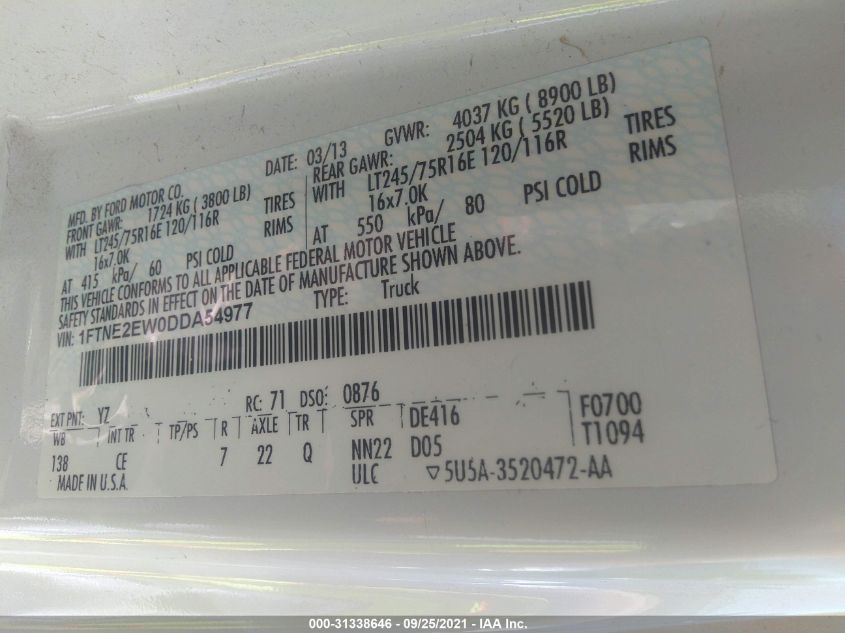 MFD. BY FORD MOTOR CO.
DATE: 03/13
GVWR: 4037 KG ( 8900 LB)
FRONT GAWR: 1724 KG ( 3800 LB)
REAR GAWR: 2504 KG ( 5520 LB)
WITH LT245/75R16E 120/116R TIRES
WITH LT245/75R16E 120/116R TIRES
16x7.0K RIMS
16x7.0K RIMS
AT 415 kPa/ 60 PSI COLD
AT 550 kPa/ 80 PSI COLD
THIS VEHICLE CONFORMS TO ALL APPLICABLE FEDERAL MOTOR VEHICLE
SAFETY STANDARDS IN EFFECT ON THE DATE OF MANUFACTURE SHOWN ABOVE.
VIN: 1FTNE2EW0DDA54977
TYPE: Truck
EXT PNT: YZ RC: 71 DSO: 0876
WB INT TR TP/PS R AXLE TR SPR DE416 F0700
138 CE 7 22 Q NN22 D05 T1094
MADE IN U.S.A. ULC ▽5U5A-3520472-AA
000-31338646 - 09/25/2021 - IAA Inc.